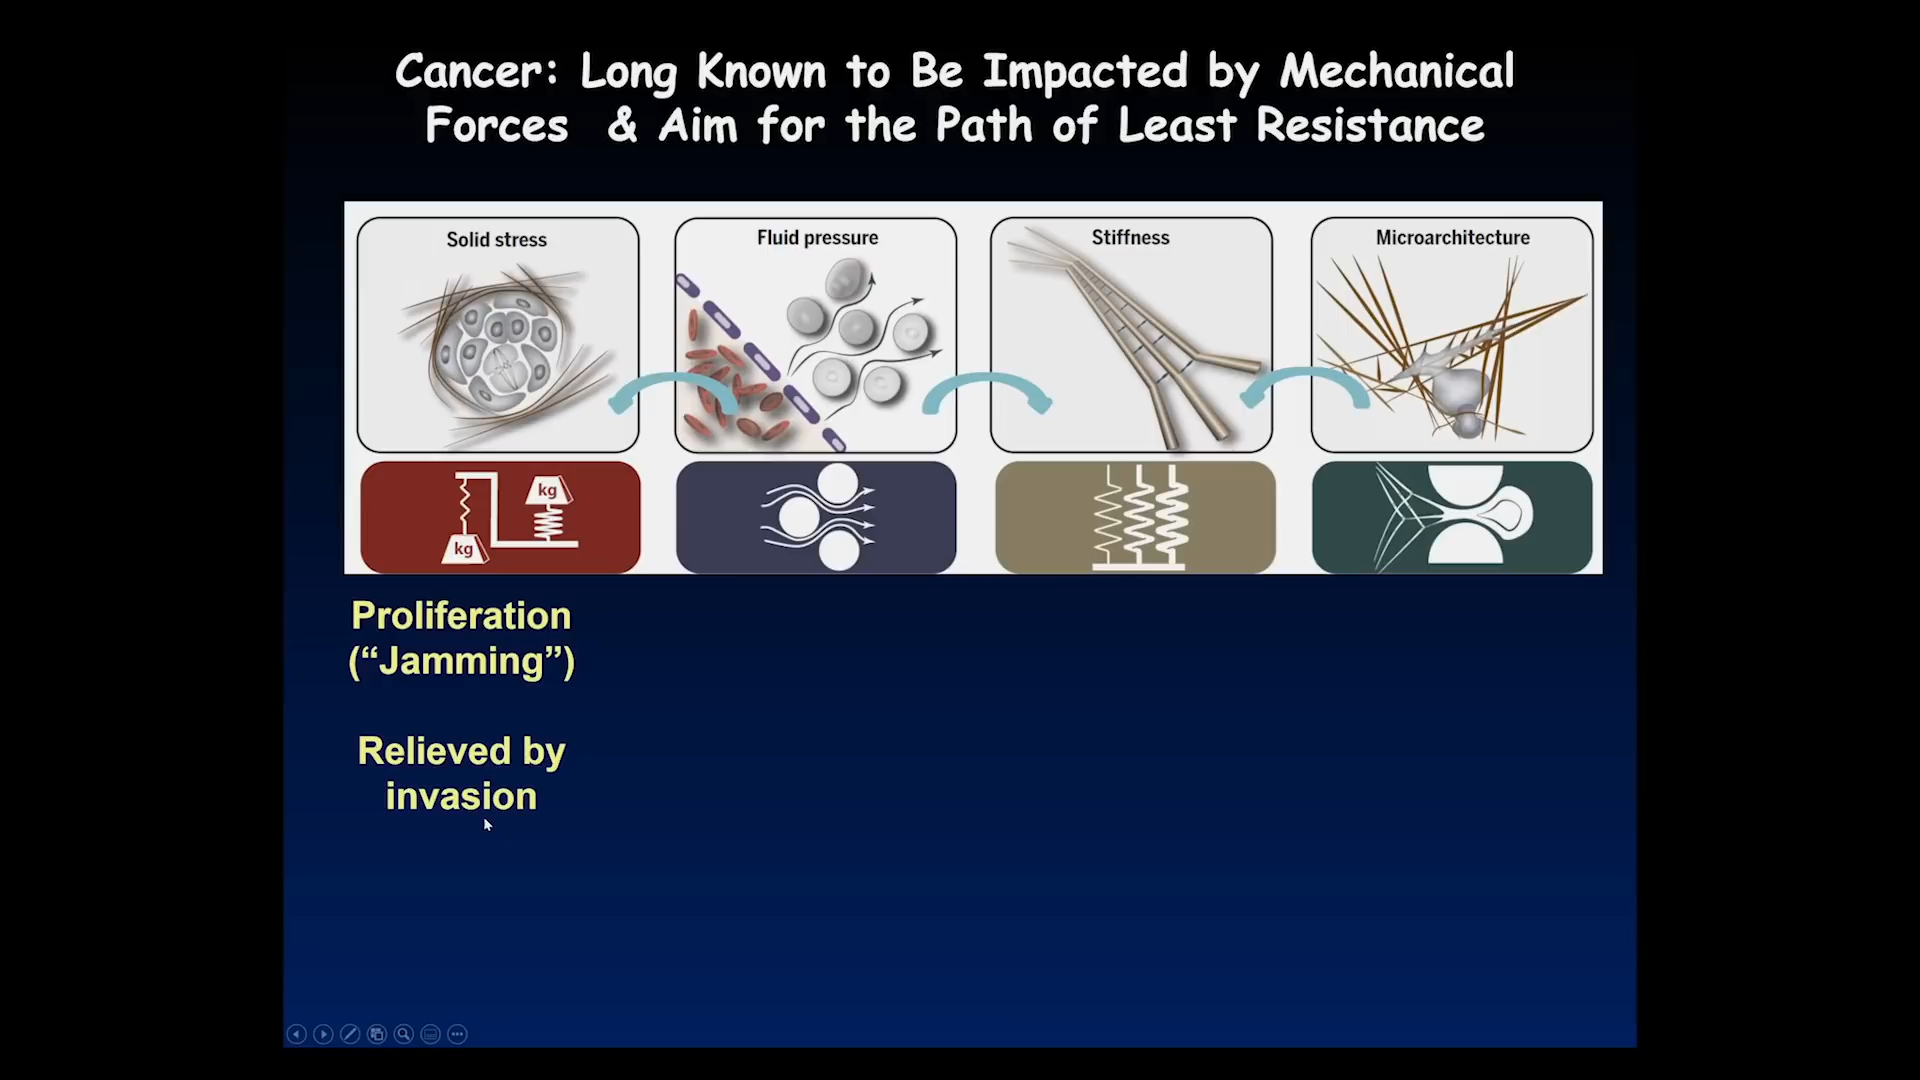 Cancer: Long Known to Be Impacted by Mechanical
Forces & Aim for the Path of Least Resistance
Solid stress
Fluid pressure
Stiffness
Microarchitecture
kg
kg
Proliferation
(“Jamming”)
Relieved by
invasion